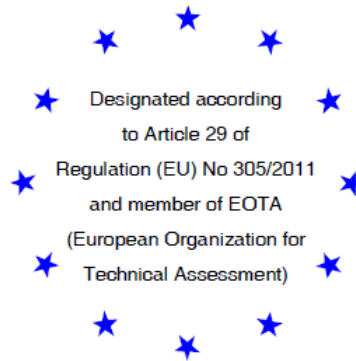 Designated according
to Article 29 of
Regulation (EU) No 305/2011
and member of EOTA
(European Organization for
Technical Assessment)